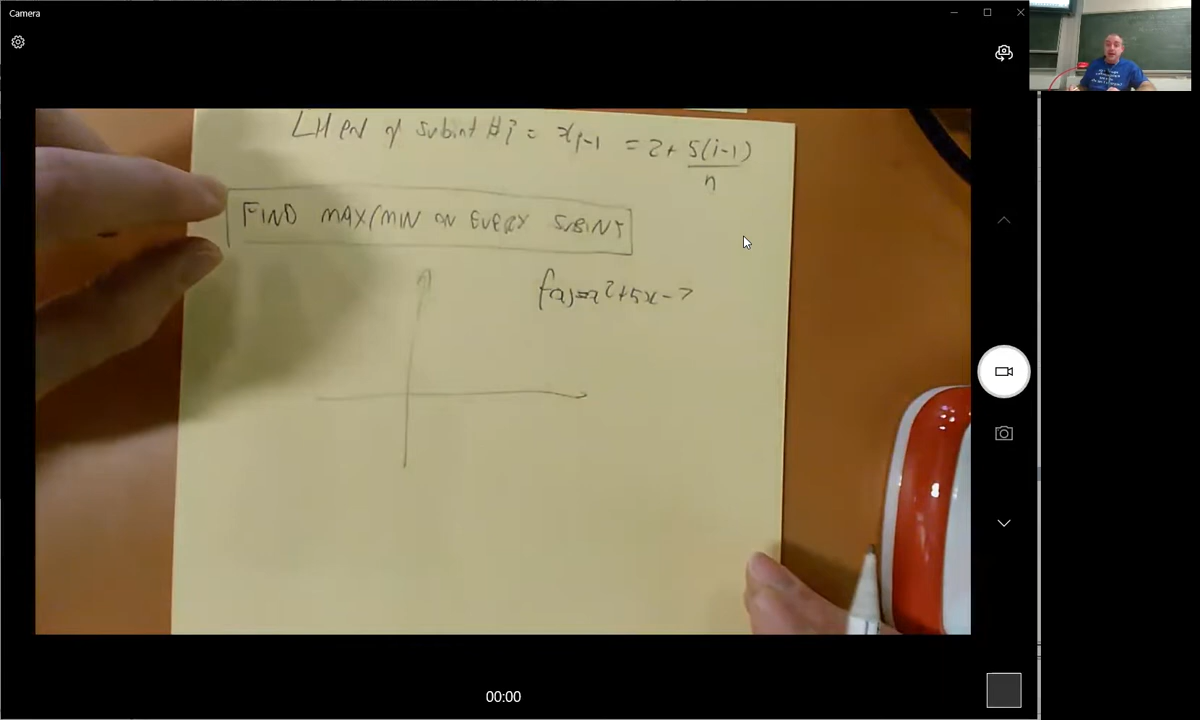 Camera
LH PN of subint #i = x_{i-1} = 2 + 5(i-1)/n
FIND MAX/MIN ON EVERY SUBINT
f(x)=x²+5x-7
00:00